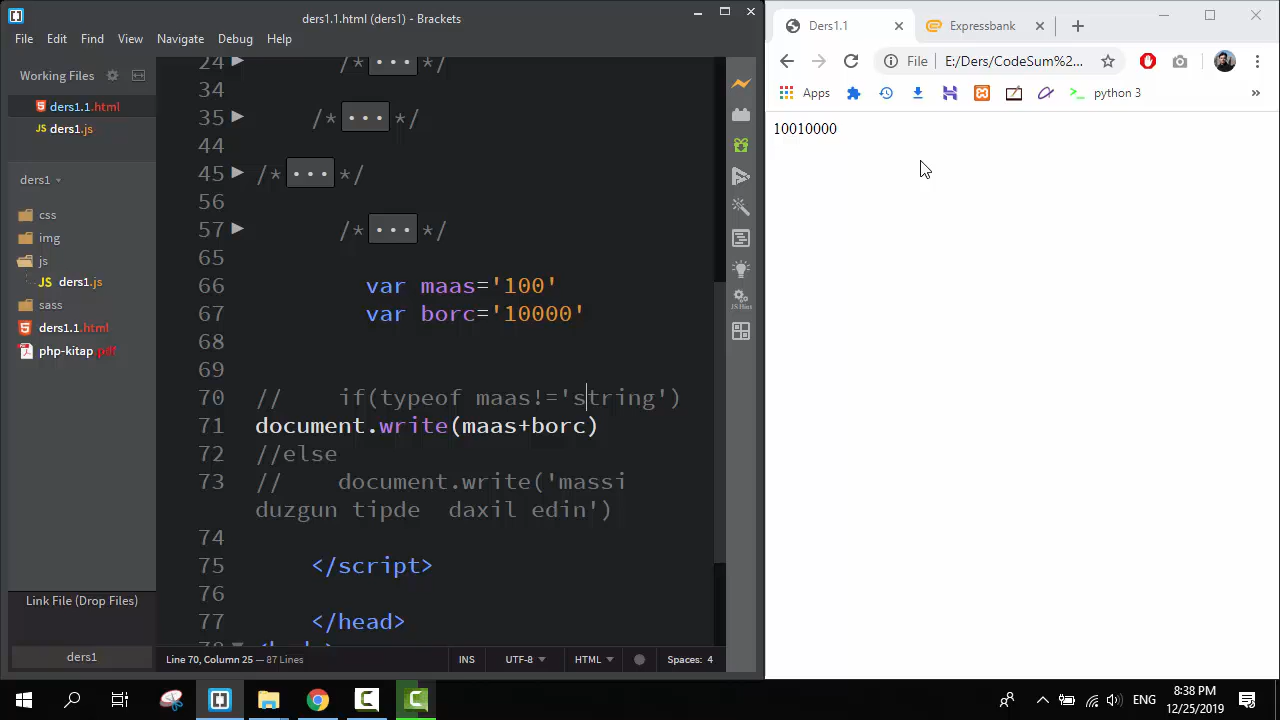 ders1.1.html (ders1) - Brackets
File Edit Find View Navigate Debug Help
Working Files
ders1.1.html
ders1.js
ders1
css
img
js
ders1.js
sass
ders1.1.html
php-kitap.pdf
Link File (Drop Files)
ders1
24 /* ••• */
34
35 /* ••• */
44
45 /* ••• */
56
57 /* ••• */
65
66 var maas='100'
67 var borc='10000'
68
69
70 // if(typeof maas!='string')
71 document.write(maas+borc)
72 //else
73 // document.write('massi
duzgun tipde daxil edin')
74
75 </script>
76
77 </head>
Line 70, Column 25 — 87 Lines
INS UTF-8 HTML Spaces: 4
JS.Hint
Ders1.1 Expressbank
File E:/Ders/CodeSum%2...
Apps python 3 »
10010000
ENG
8:38 PM
12/25/2019